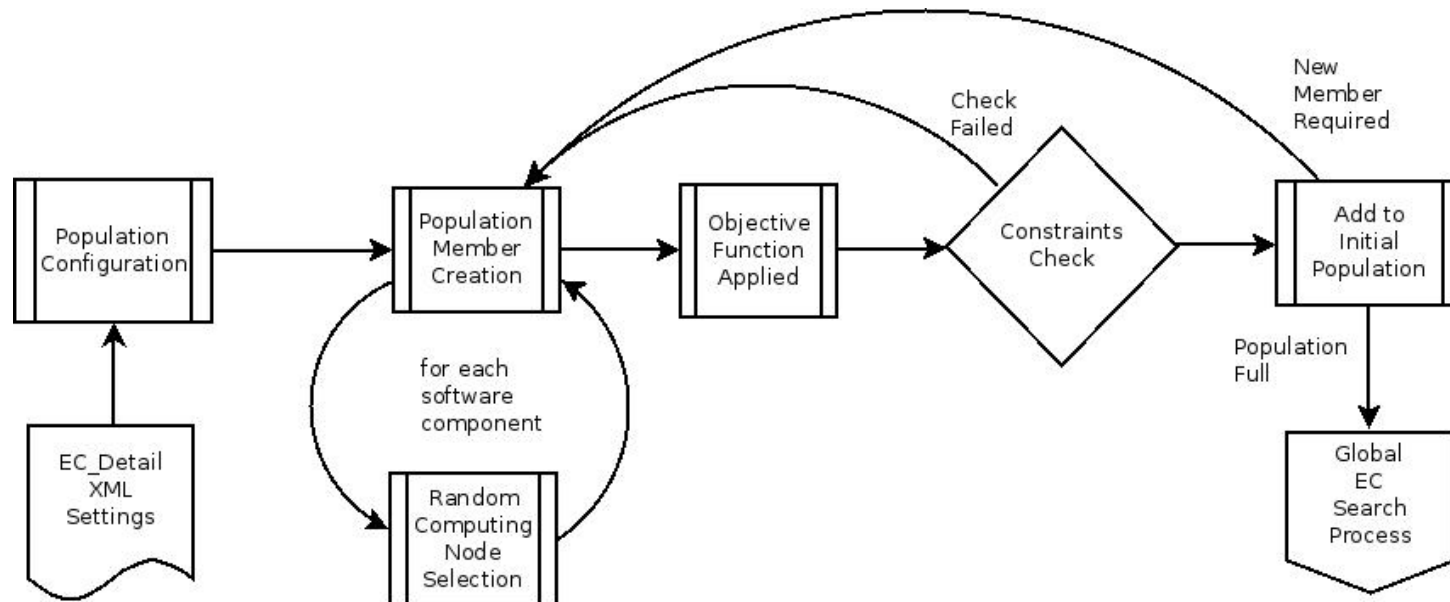 New
Member
Required
Check
Failed
Population
Configuration
Population
Member
Creation
Objective
Function
Applied
Constraints
Check
Add to
Initial
Population
for each
software
component
Population
Full
EC_Detail
XML
Settings
Random
Computing
Node
Selection
Global
EC
Search
Process